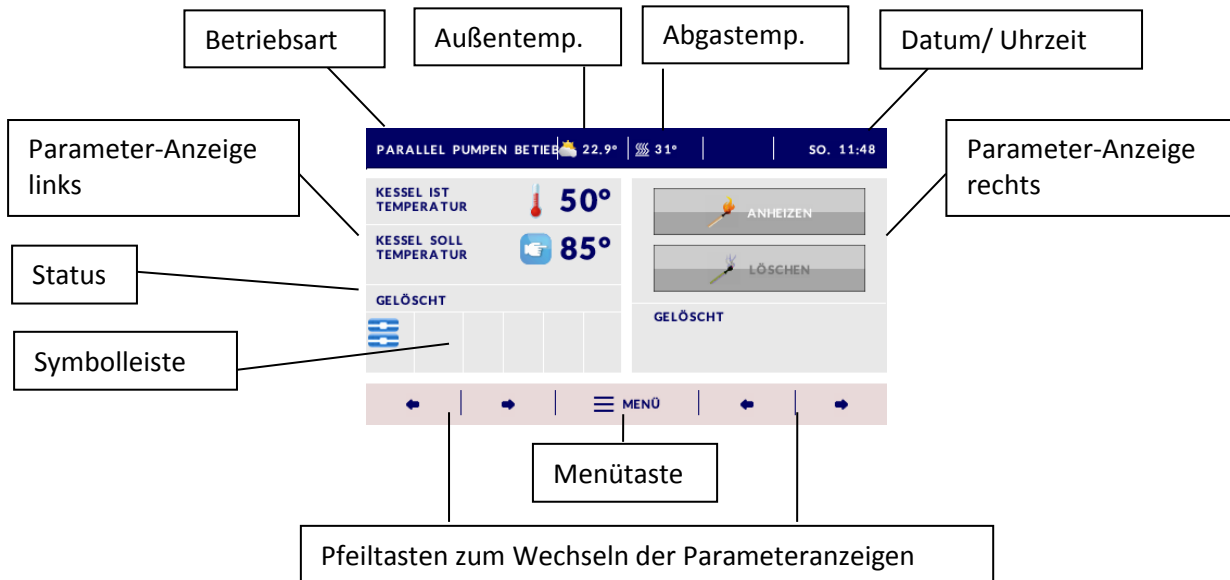 Betriebsart
Außentemp.
Abgastemp.
Datum/ Uhrzeit
Parameter-Anzeige
links
PARALLEL PUMPEN BETIEB
22.9°
31°
SO. 11:48
Parameter-Anzeige
rechts
KESSEL IST
TEMPERATUR
50°
ANHEIZEN
KESSEL SOLL
TEMPERATUR
85°
LÖSCHEN
Status
GELÖSCHT
GELÖSCHT
Symbolleiste
MENÜ
Menütaste
Pfeiltasten zum Wechseln der Parameteranzeigen